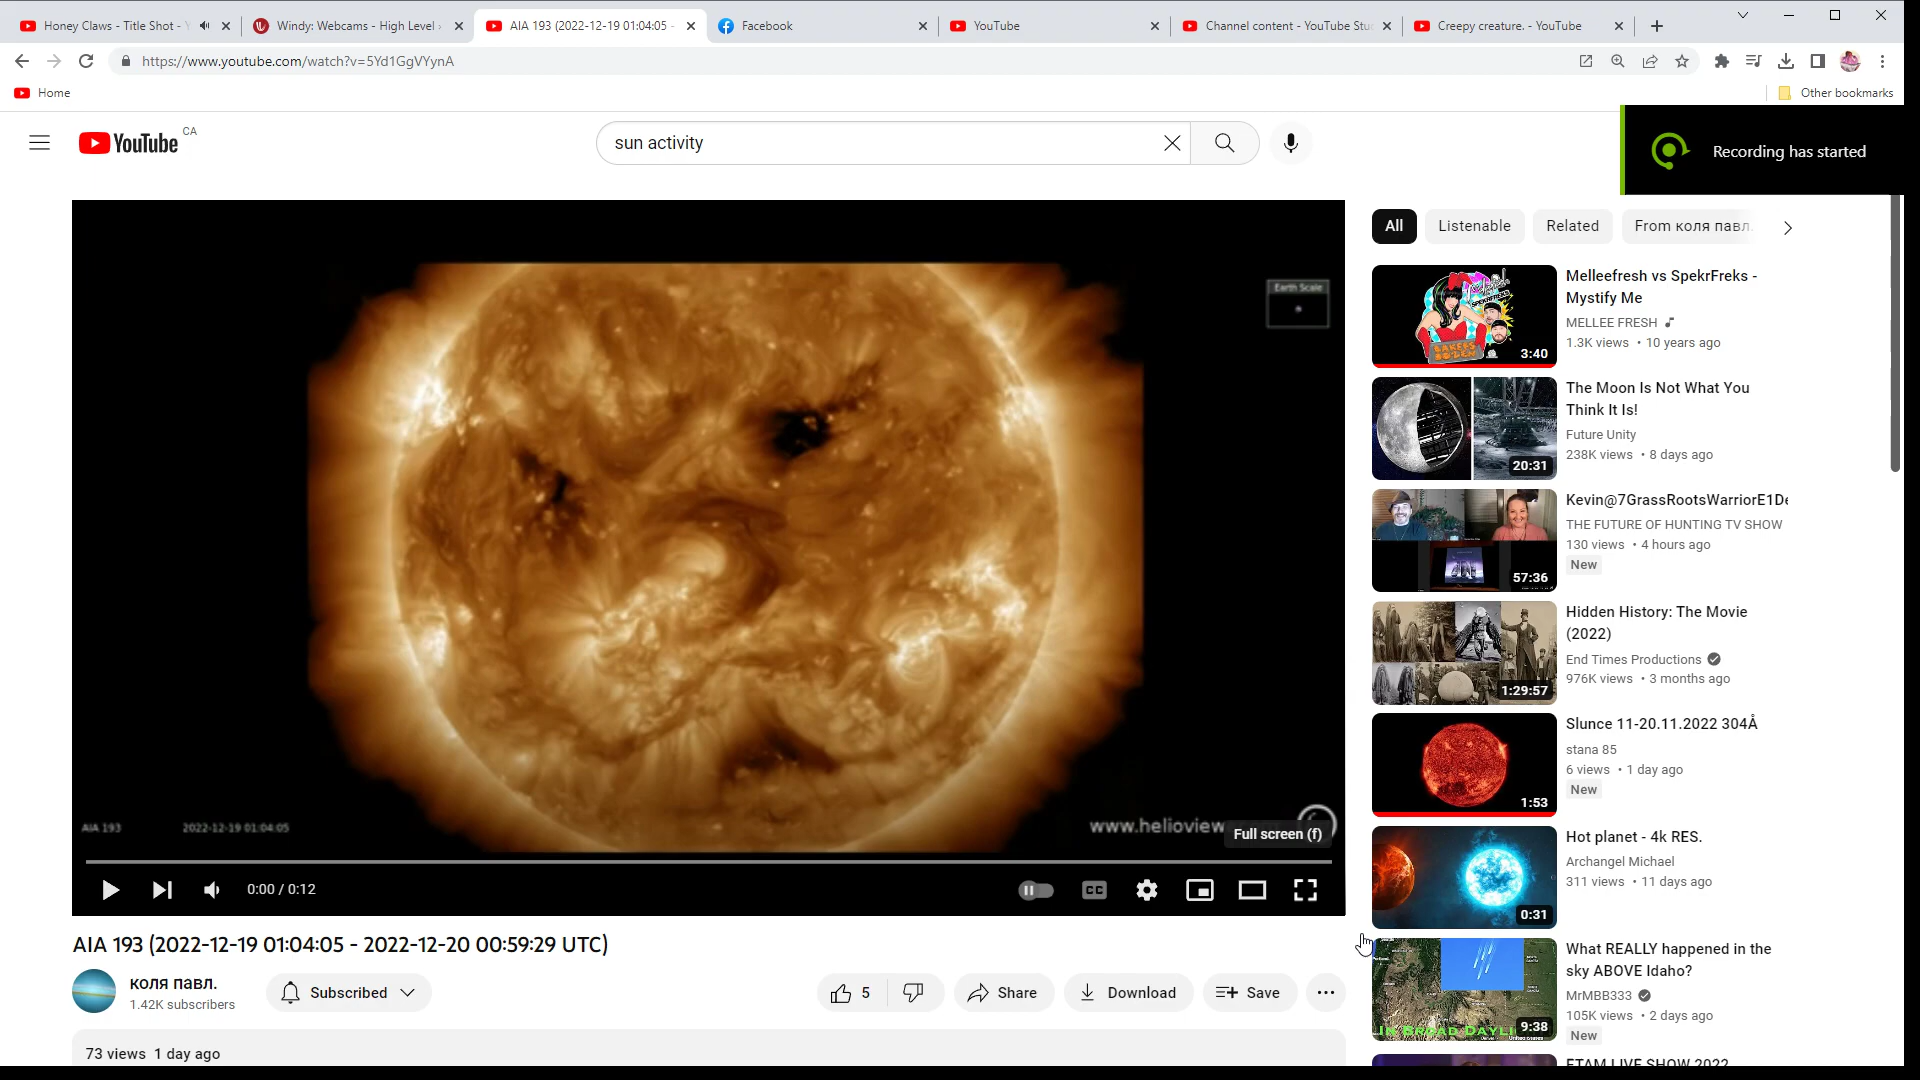 Honey Claws - Title Shot - Y
Windy: Webcams - High Level
AIA 193 (2022-12-19 01:04:05 -
Facebook
YouTube
Channel content - YouTube Stu
Creepy creature. - YouTube
https://www.youtube.com/watch?v=5Yd1GgVYynA
Home
Other bookmarks
YouTube CA
sun activity
Recording has started
All
Listenable
Related
From коля павл.
Earth Scale
AIA 193
2022-12-19 01:04:05
www.helioviewe
Full screen (f)
0:00 / 0:12
CC
AIA 193 (2022-12-19 01:04:05 - 2022-12-20 00:59:29 UTC)
коля павл.
1.42K subscribers
Subscribed
5
Share
Download
Save
73 views 1 day ago
3:40
Melleefresh vs SpekrFreks -
Mystify Me
MELLEE FRESH
1.3K views • 10 years ago
20:31
The Moon Is Not What You
Think It Is!
Future Unity
238K views • 8 days ago
57:36
Kevin@7GrassRootsWarriorE1De
THE FUTURE OF HUNTING TV SHOW
130 views • 4 hours ago
New
1:29:57
Hidden History: The Movie
(2022)
End Times Productions
976K views • 3 months ago
1:53
Slunce 11-20.11.2022 304Å
stana 85
6 views • 1 day ago
New
0:31
Hot planet - 4k RES.
Archangel Michael
311 views • 11 days ago
IN BROAD DAYLI
9:38
What REALLY happened in the
sky ABOVE Idaho?
MrMBB333
105K views • 2 days ago
New
ETAM LIVE SHOW 2022